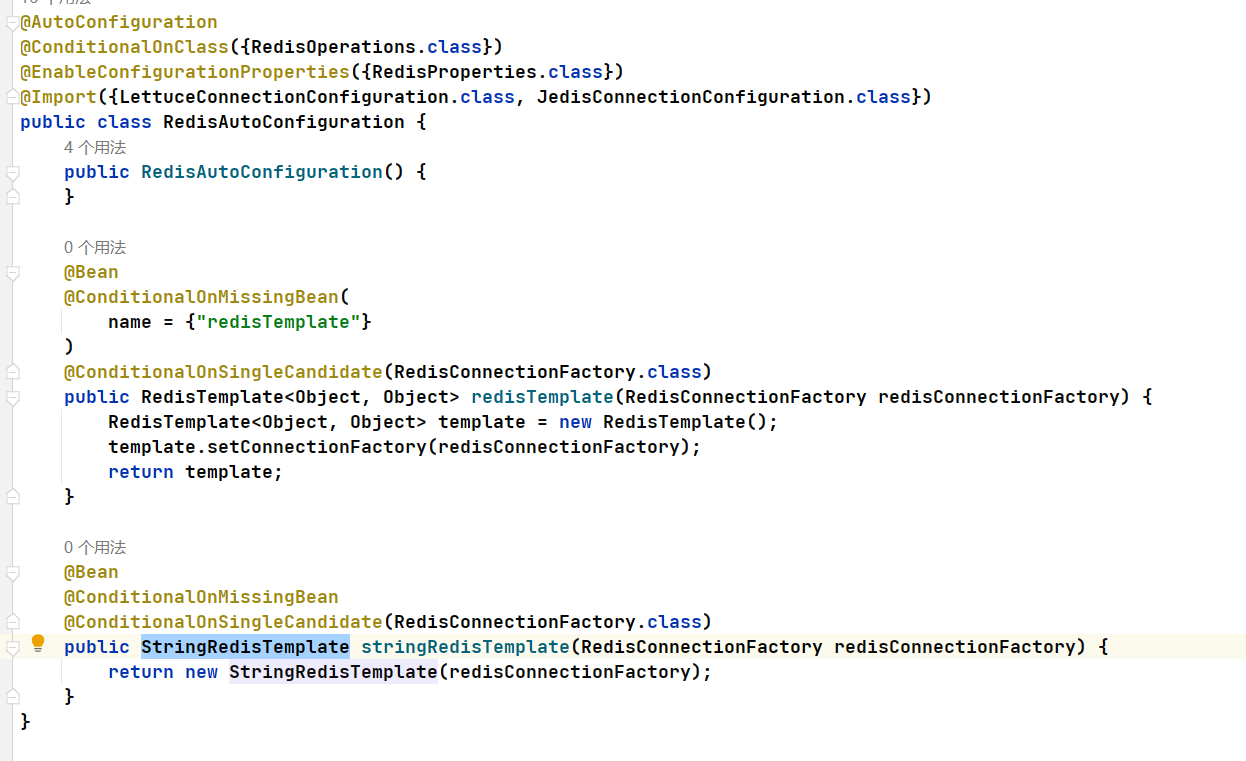 @AutoConfiguration
@ConditionalOnClass({RedisOperations.class})
@EnableConfigurationProperties({RedisProperties.class})
@Import({LettuceConnectionConfiguration.class, JedisConnectionConfiguration.class})
public class RedisAutoConfiguration {
4 个用法
public RedisAutoConfiguration() {
}
0 个用法
@Bean
@ConditionalOnMissingBean(
name = {"redisTemplate"}
)
@ConditionalOnSingleCandidate(RedisConnectionFactory.class)
public RedisTemplate<Object, Object> redisTemplate(RedisConnectionFactory redisConnectionFactory) {
RedisTemplate<Object, Object> template = new RedisTemplate();
template.setConnectionFactory(redisConnectionFactory);
return template;
}
0 个用法
@Bean
@ConditionalOnMissingBean
@ConditionalOnSingleCandidate(RedisConnectionFactory.class)
public StringRedisTemplate stringRedisTemplate(RedisConnectionFactory redisConnectionFactory) {
return new StringRedisTemplate(redisConnectionFactory);
}
}